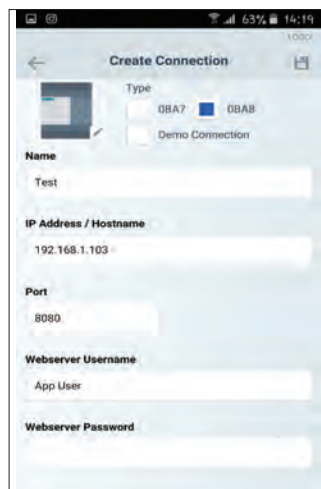 63% 14:19
Create Connection
Type
0BA7 0BA8
Demo Connection
Name
Test
IP Address / Hostname
192.168.1.103
Port
8080
Webserver Username
App User
Webserver Password